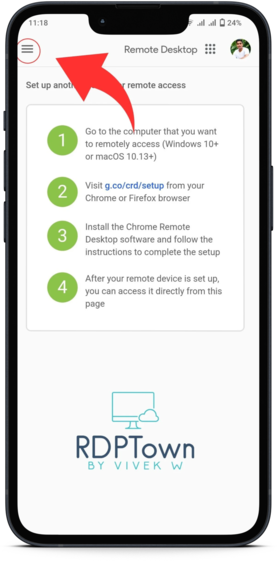 11:18
24%
Remote Desktop
Set up another remote access
1
Go to the computer that you want
to remotely access (Windows 10+
or macOS 10.13+)
2
Visit g.co/crd/setup from your
Chrome or Firefox browser
3
Install the Chrome Remote
Desktop software and follow the
instructions to complete the setup
4
After your remote device is set up,
you can access it directly from this
page
RDPTown
BY VIVEK W